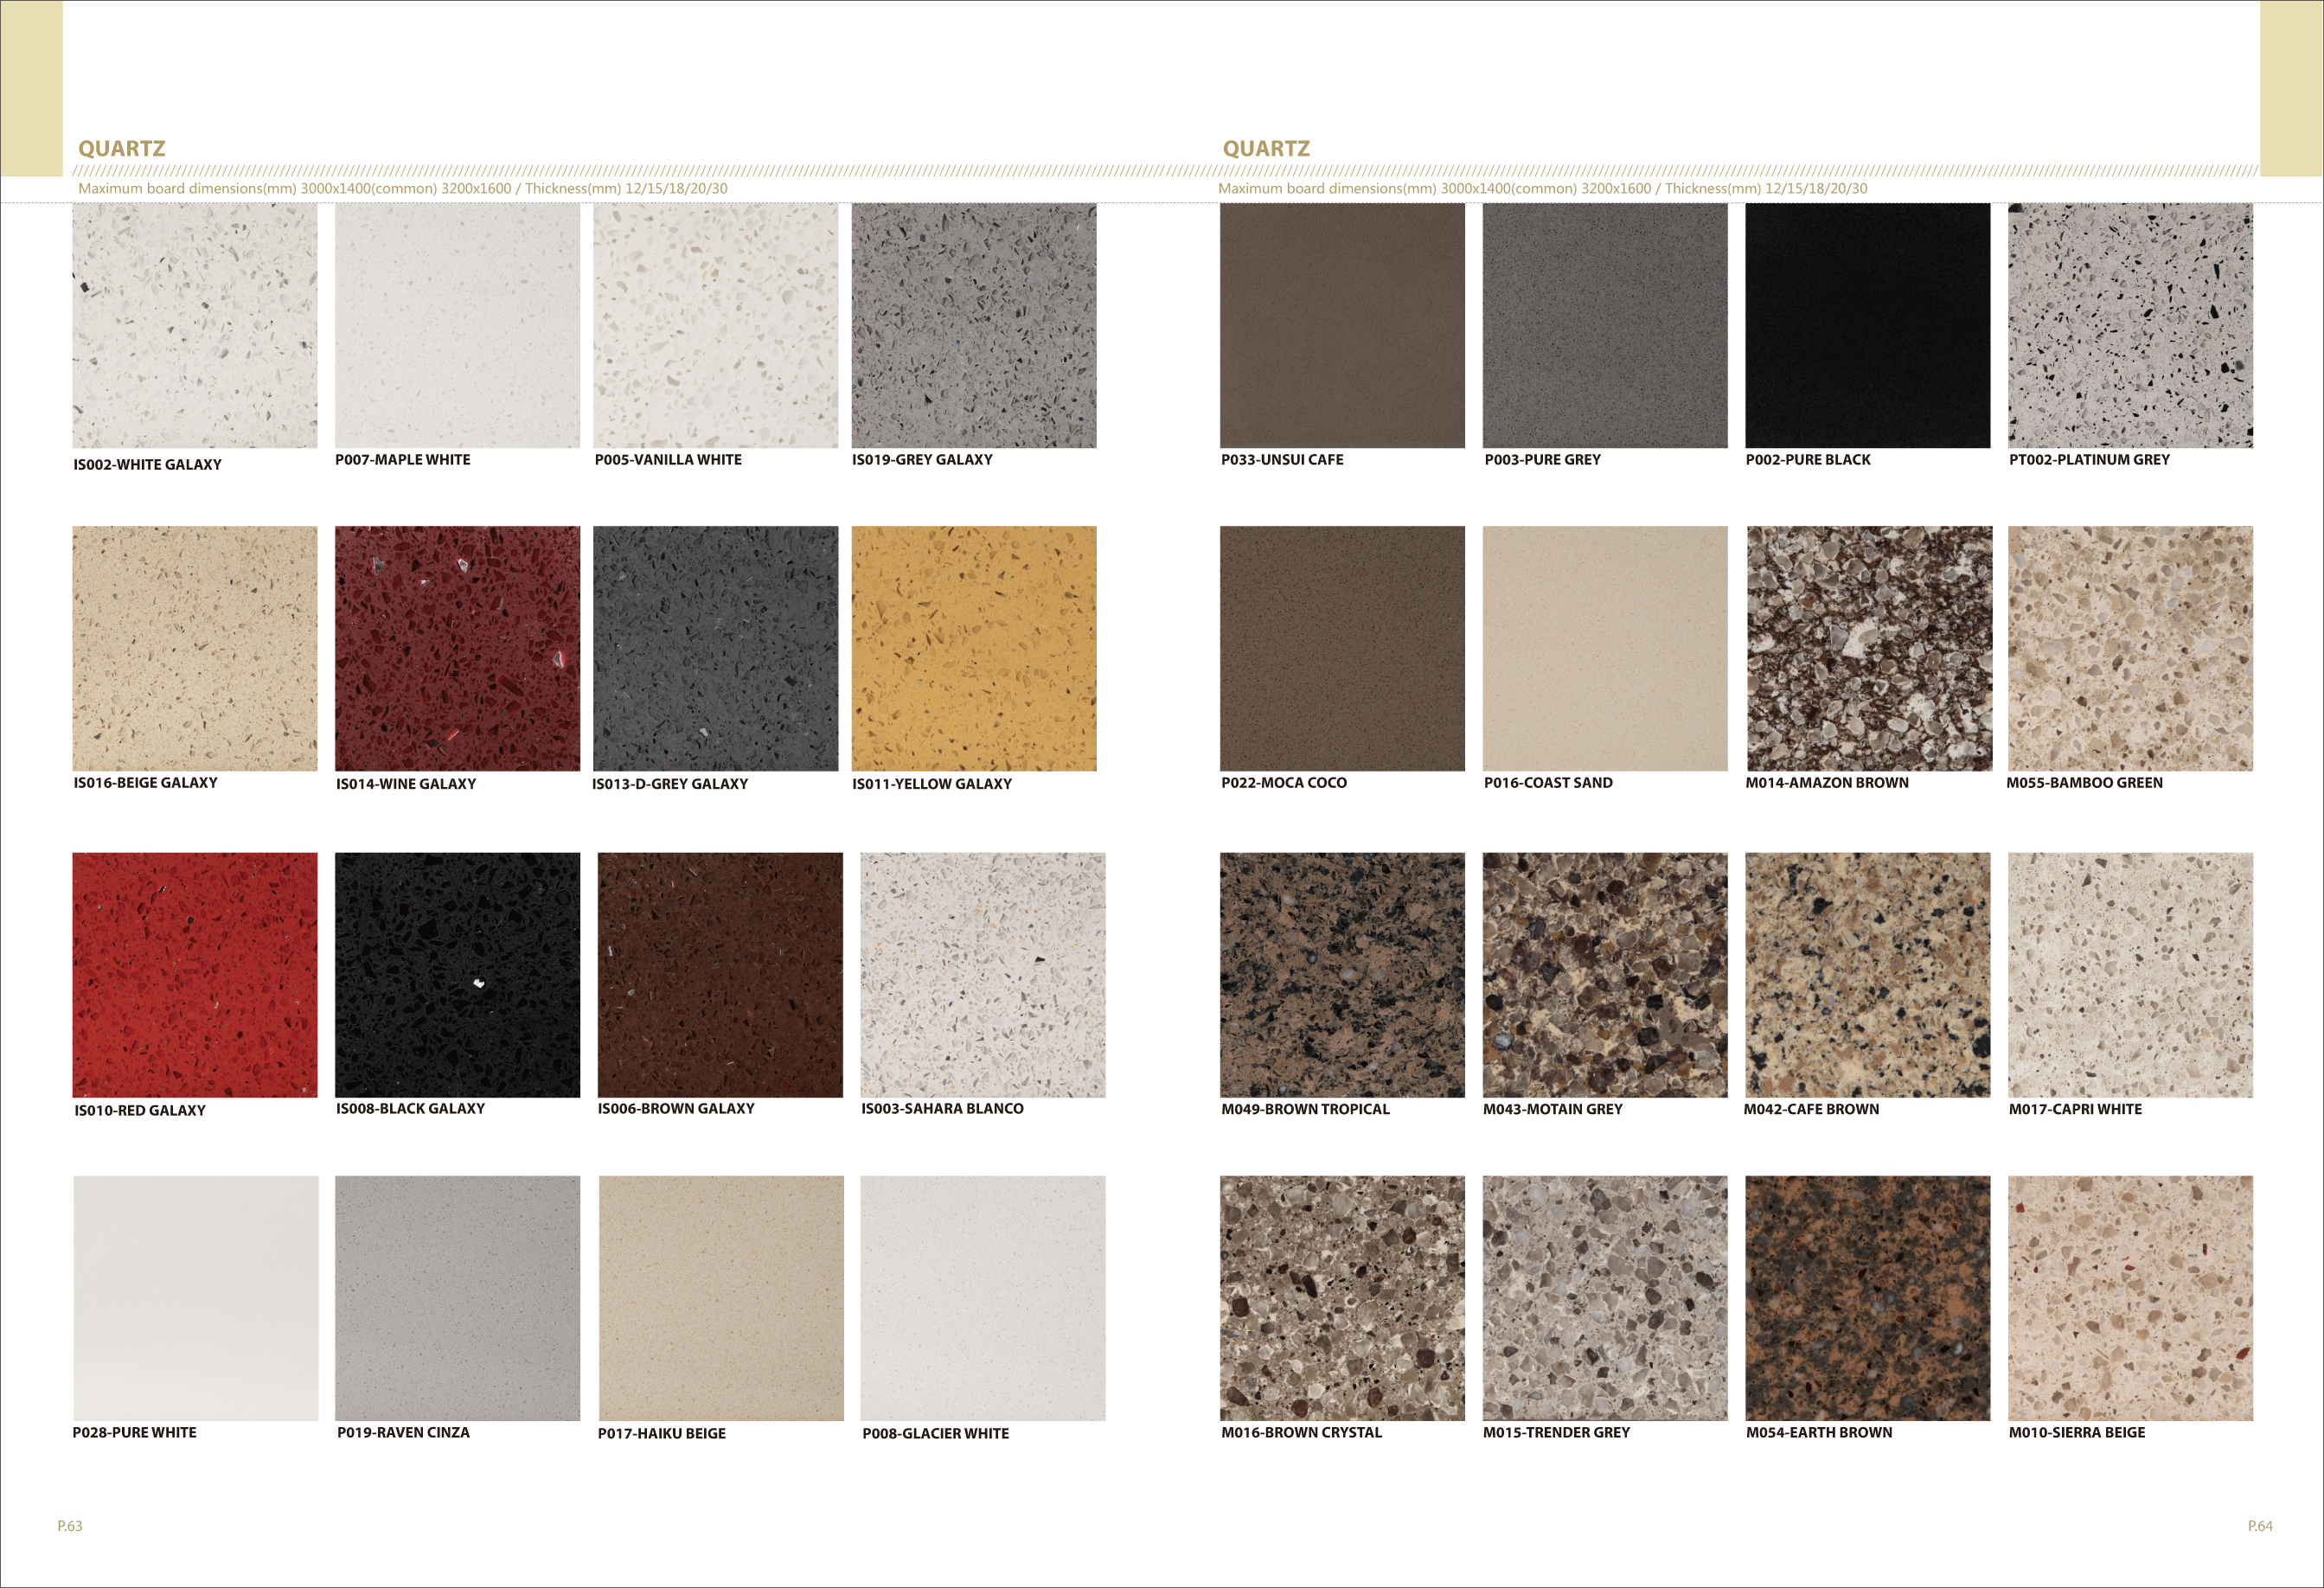 QUARTZ
Maximum board dimensions(mm) 3000x1400(common) 3200x1600 / Thickness(mm) 12/15/18/20/30
IS002-WHITE GALAXY
P007-MAPLE WHITE
P005-VANILLA WHITE
IS019-GREY GALAXY
IS016-BEIGE GALAXY
IS014-WINE GALAXY
IS013-D-GREY GALAXY
IS011-YELLOW GALAXY
IS010-RED GALAXY
IS008-BLACK GALAXY
IS006-BROWN GALAXY
IS003-SAHARA BLANCO
P028-PURE WHITE
P019-RAVEN CINZA
P017-HAIKU BEIGE
P008-GLACIER WHITE
P.63
QUARTZ
Maximum board dimensions(mm) 3000x1400(common) 3200x1600 / Thickness(mm) 12/15/18/20/30
P033-UNSUI CAFE
P003-PURE GREY
P002-PURE BLACK
PT002-PLATINUM GREY
P022-MOCA COCO
P016-COAST SAND
M014-AMAZON BROWN
M055-BAMBOO GREEN
M049-BROWN TROPICAL
M043-MOTAIN GREY
M042-CAFE BROWN
M017-CAPRI WHITE
M016-BROWN CRYSTAL
M015-TRENDER GREY
M054-EARTH BROWN
M010-SIERRA BEIGE
P.64